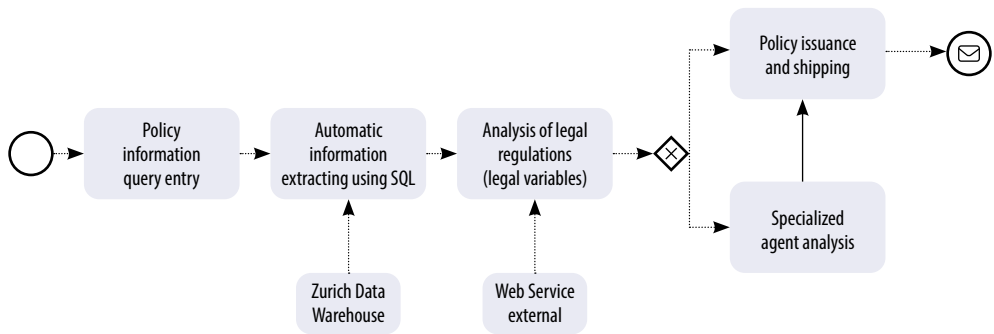 Policy
information
query entry
Automatic
information
extracting using SQL
Analysis of legal
regulations
(legal variables)
Policy issuance
and shipping
Specialized
agent analysis
Zurich Data
Warehouse
Web Service
external